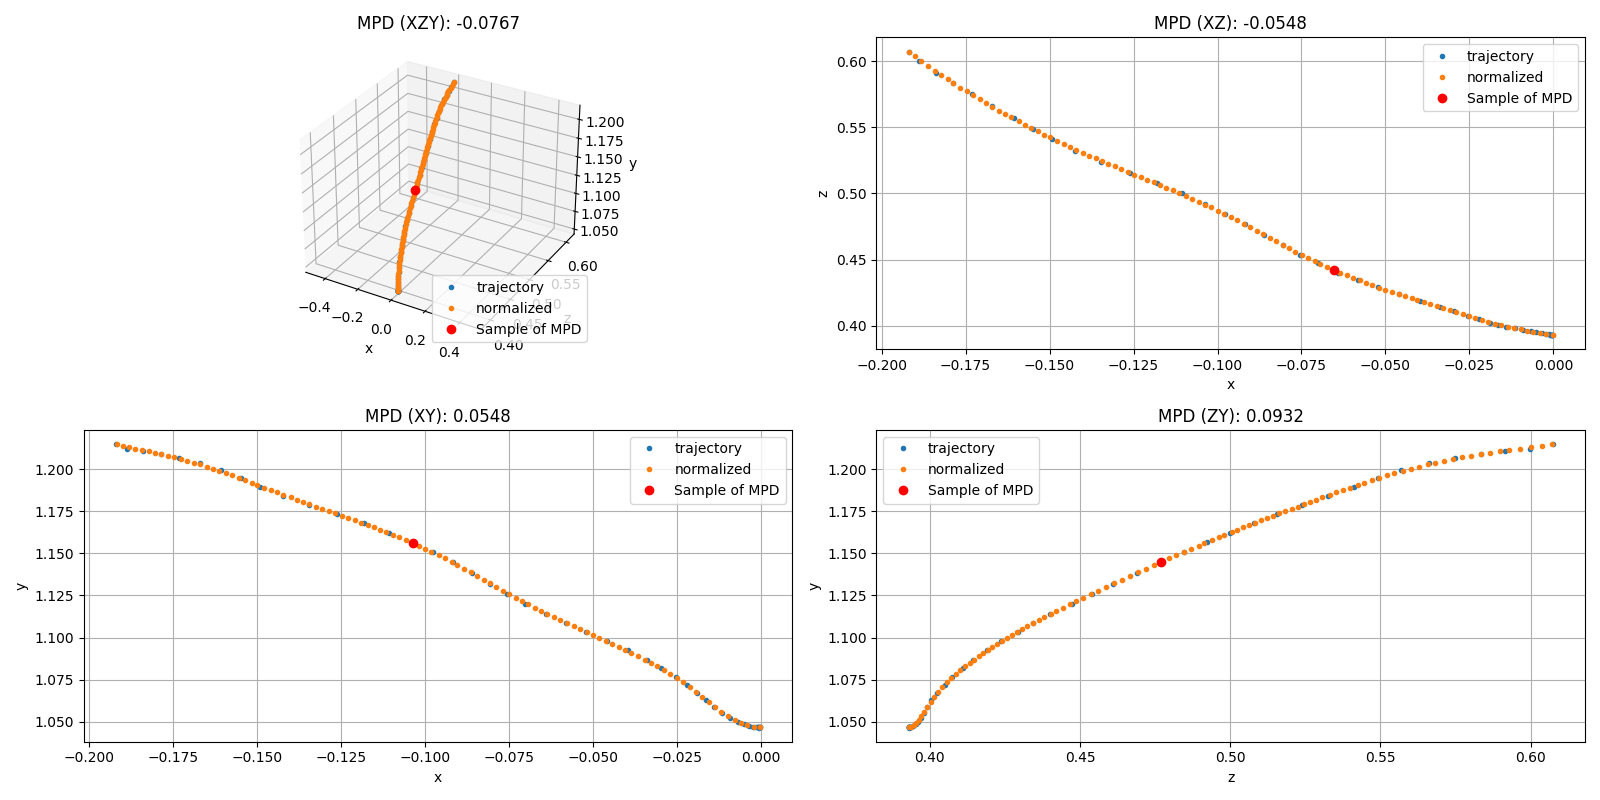 MPD (XZY): -0.0767
1.200
1.175
1.150
1.125
1.100
1.075
1.050
y
0.60
0.55
0.50
0.45
0.40
z
−0.4
−0.2
0.0
0.2
0.4
x
trajectory
normalized
Sample of MPD
MPD (XZ): -0.0548
0.60
0.55
0.50
0.45
0.40
z
−0.200
−0.175
−0.150
−0.125
−0.100
−0.075
−0.050
−0.025
0.000
x
trajectory
normalized
Sample of MPD
MPD (XY): 0.0548
1.200
1.175
1.150
1.125
1.100
1.075
1.050
y
−0.200
−0.175
−0.150
−0.125
−0.100
−0.075
−0.050
−0.025
0.000
x
trajectory
normalized
Sample of MPD
MPD (ZY): 0.0932
1.200
1.175
1.150
1.125
1.100
1.075
1.050
y
0.40
0.45
0.50
0.55
0.60
z
trajectory
normalized
Sample of MPD